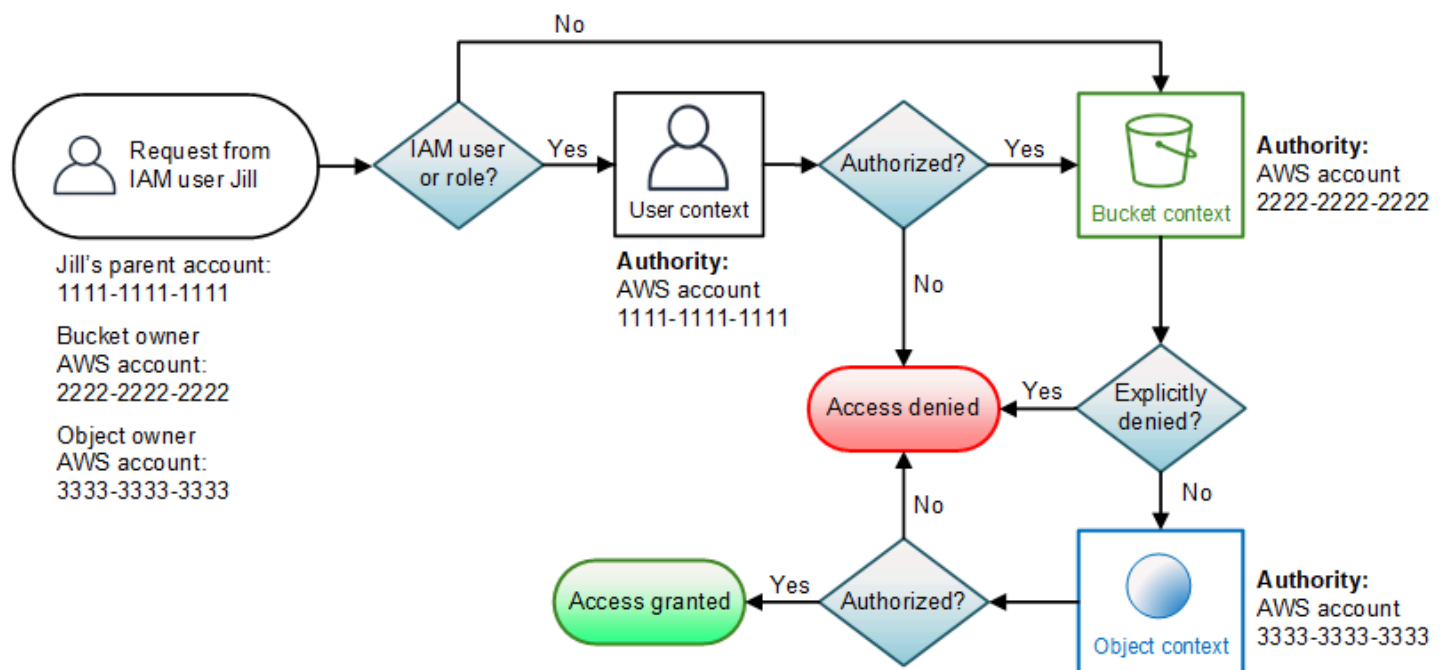 No
Request from
IAM user Jill
IAM user
or role?
Yes
User context
Authorized?
Yes
Bucket context
Authority:
AWS account
2222-2222-2222
Jill's parent account:
1111-1111-1111
Bucket owner
AWS account:
2222-2222-2222
Object owner
AWS account:
3333-3333-3333
Authority:
AWS account
1111-1111-1111
No
Access denied
Yes
Explicitly
denied?
No
No
Access granted
Yes
Authorized?
Object context
Authority:
AWS account
3333-3333-3333